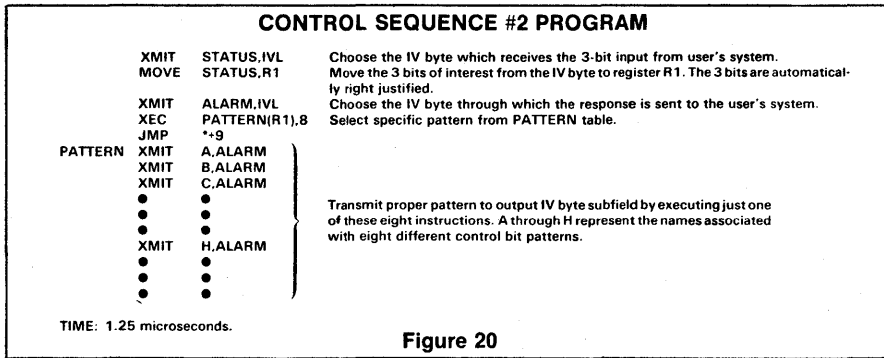 CONTROL SEQUENCE #2 PROGRAM
XMIT STATUS,IVL Choose the IV byte which receives the 3-bit input from user's system.
MOVE STATUS,R1 Move the 3 bits of interest from the IV byte to register R1. The 3 bits are automatical-
ly right justified.
XMIT ALARM,IVL Choose the IV byte through which the response is sent to the user's system.
XEC PATTERN(R1),8 Select specific pattern from PATTERN table.
JMP *+9
PATTERN XMIT A,ALARM
XMIT B,ALARM
XMIT C,ALARM
Transmit proper pattern to output IV byte subfield by executing just one
of these eight instructions. A through H represent the names associated
with eight different control bit patterns.
XMIT H,ALARM
TIME: 1.25 microseconds.
Figure 20